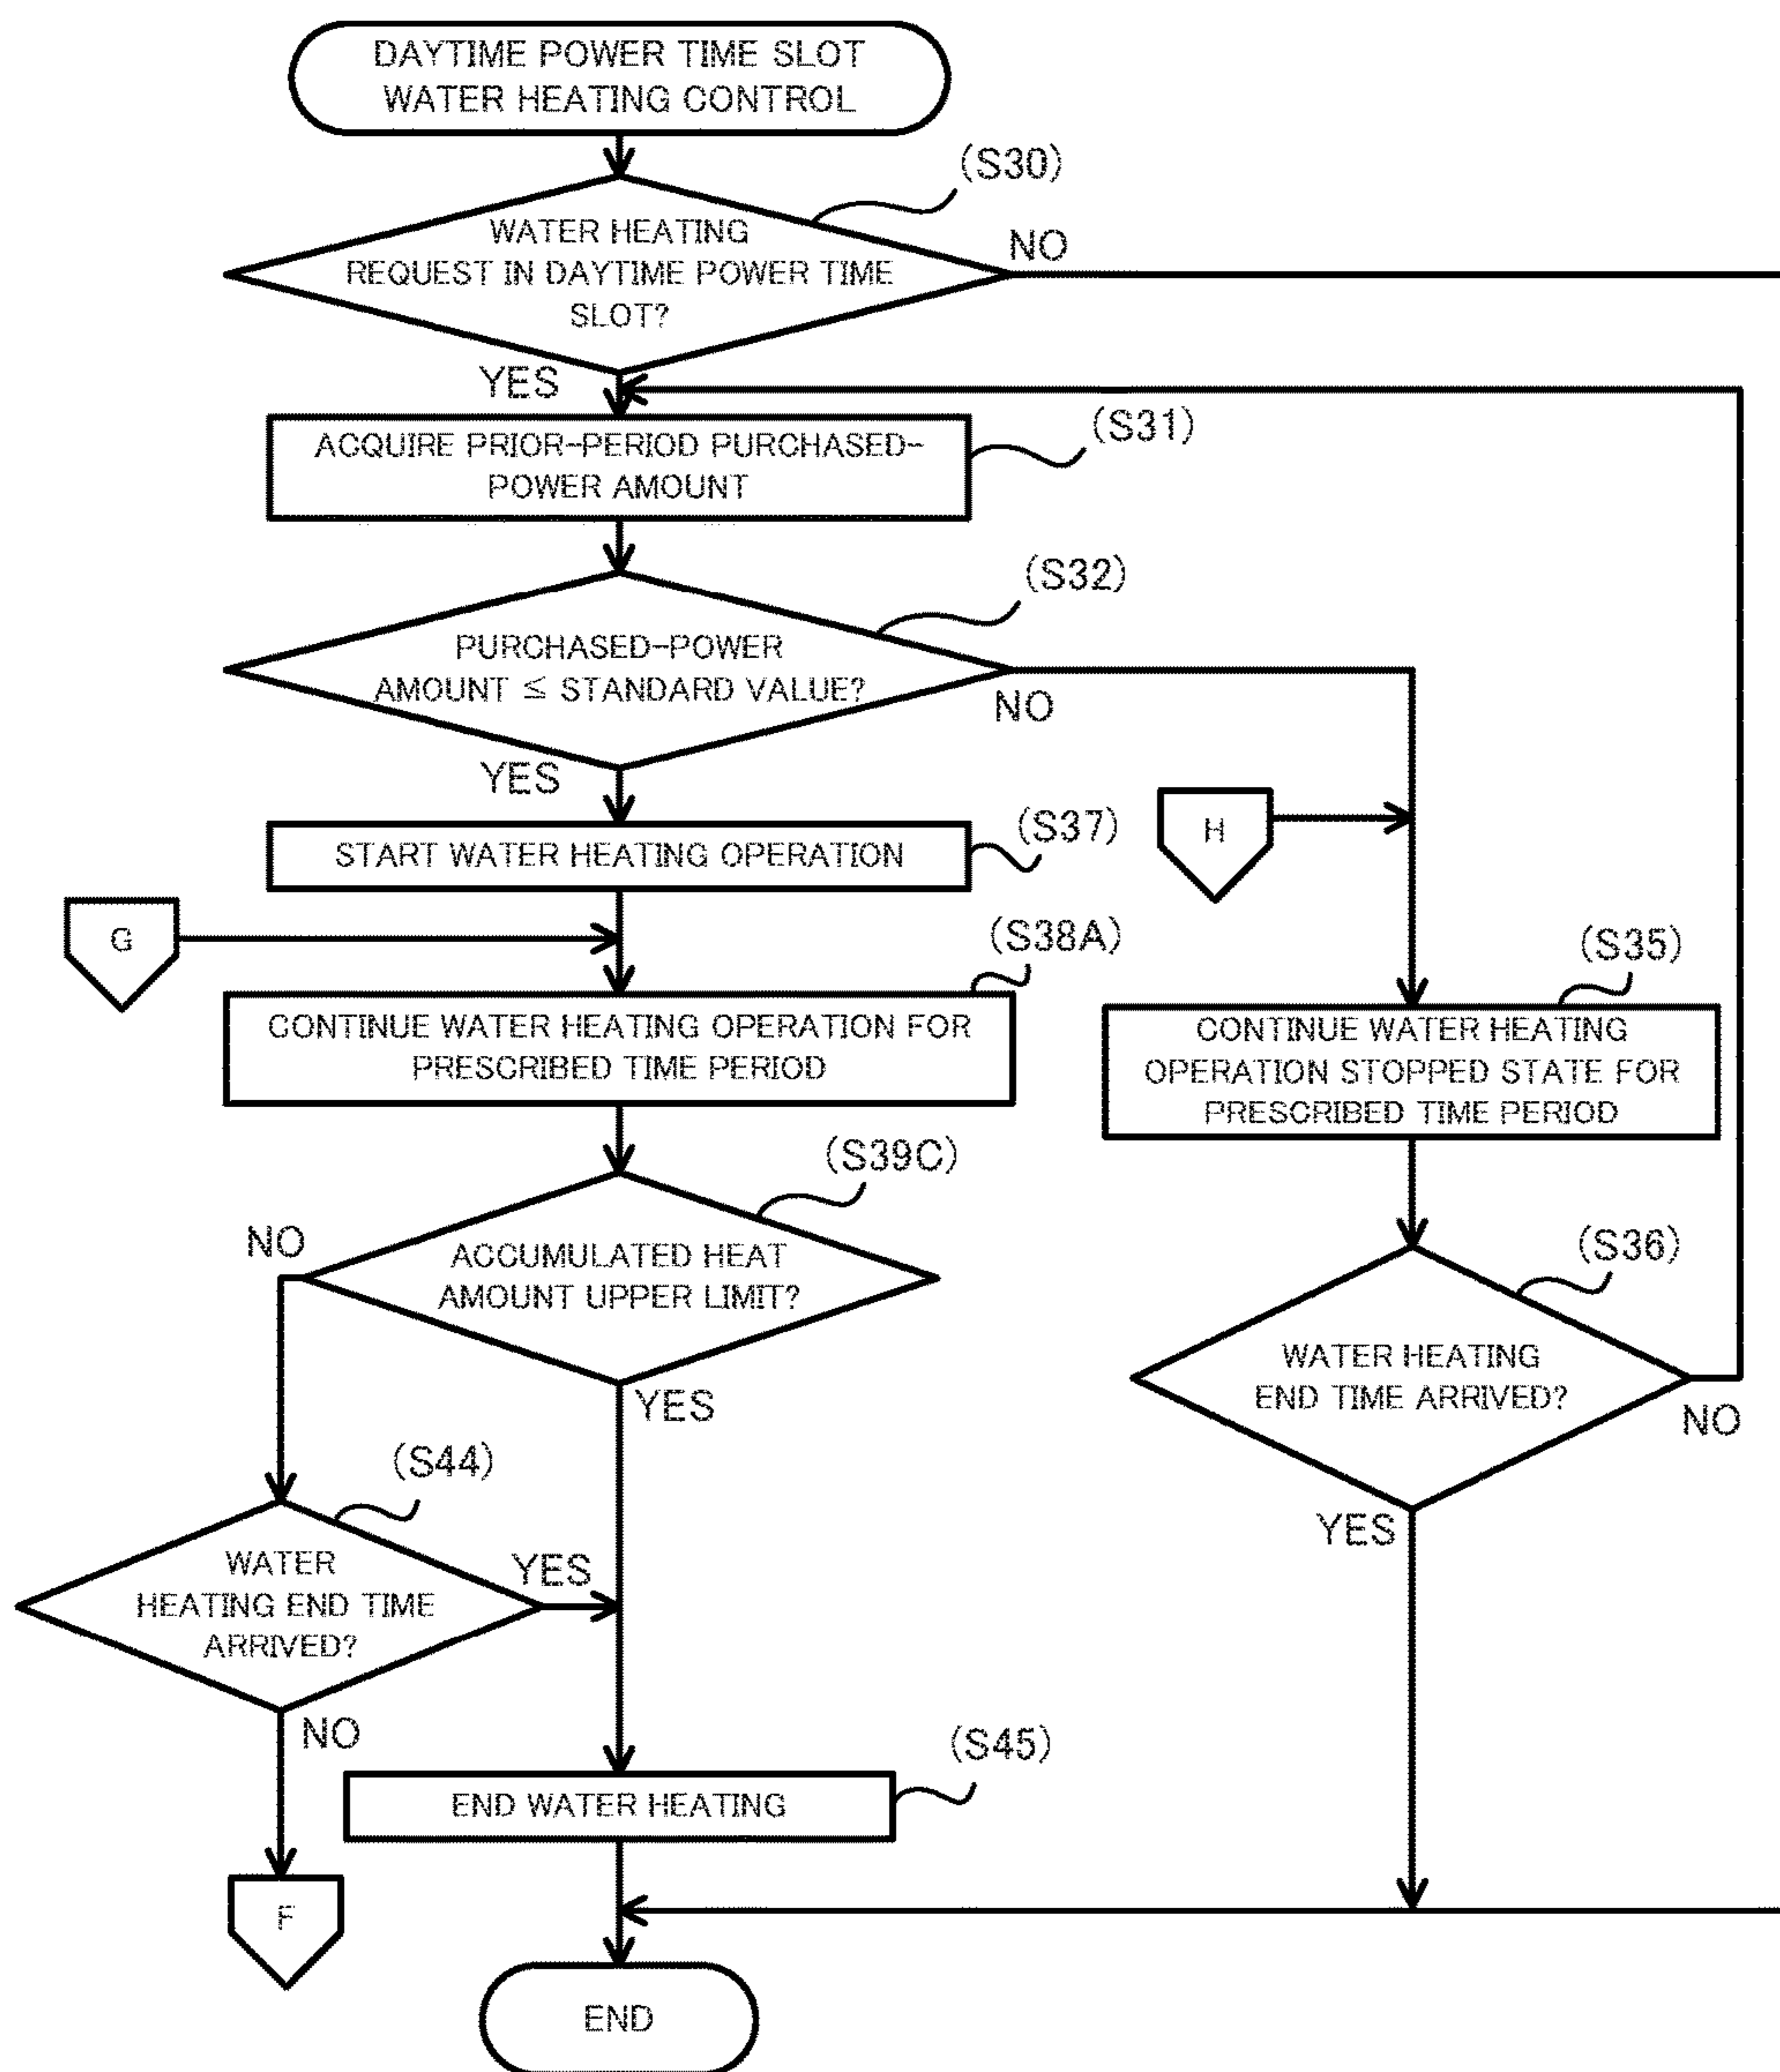 DAYTIME POWER TIME SLOT
WATER HEATING CONTROL
(S30)
WATER HEATING
REQUEST IN DAYTIME POWER TIME
SLOT?
NO
YES
(S31)
ACQUIRE PRIOR-PERIOD PURCHASED-
POWER AMOUNT
(S32)
PURCHASED-POWER
AMOUNT ≤ STANDARD VALUE?
NO
YES
(S37)
START WATER HEATING OPERATION
H
G
(S38A)
CONTINUE WATER HEATING OPERATION FOR
PRESCRIBED TIME PERIOD
(S35)
CONTINUE WATER HEATING
OPERATION STOPPED STATE FOR
PRESCRIBED TIME PERIOD
(S39C)
NO
ACCUMULATED HEAT
AMOUNT UPPER LIMIT?
YES
(S36)
WATER HEATING
END TIME ARRIVED?
NO
YES
(S44)
WATER
HEATING END TIME
ARRIVED?
YES
NO
(S45)
END WATER HEATING
F
END